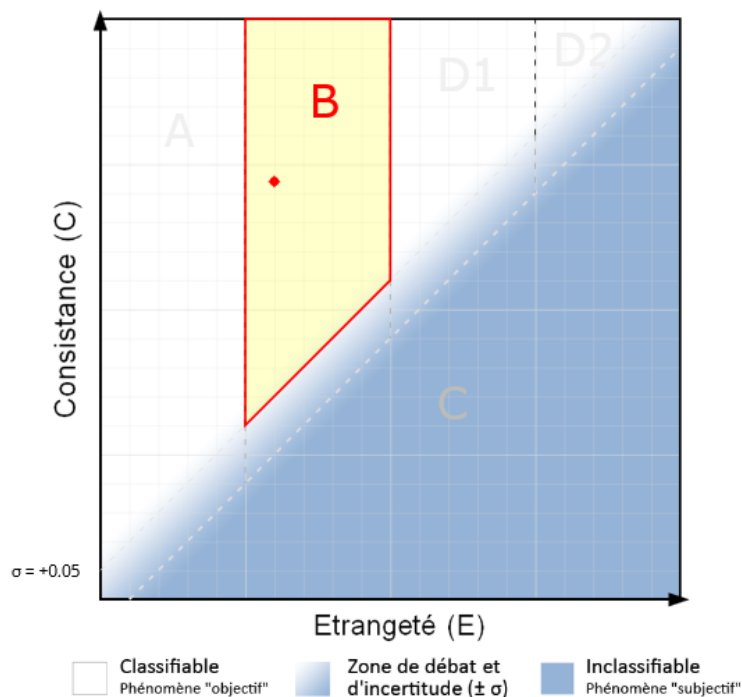 D1
D2
A
B
Consistance (C)
C
σ = +0.05
Etrangeté (E)
Classifiable
Phénomène "objectif"
Zone de débat et
d'incertitude (± σ)
Inclassifiable
Phénomène "subjectif"